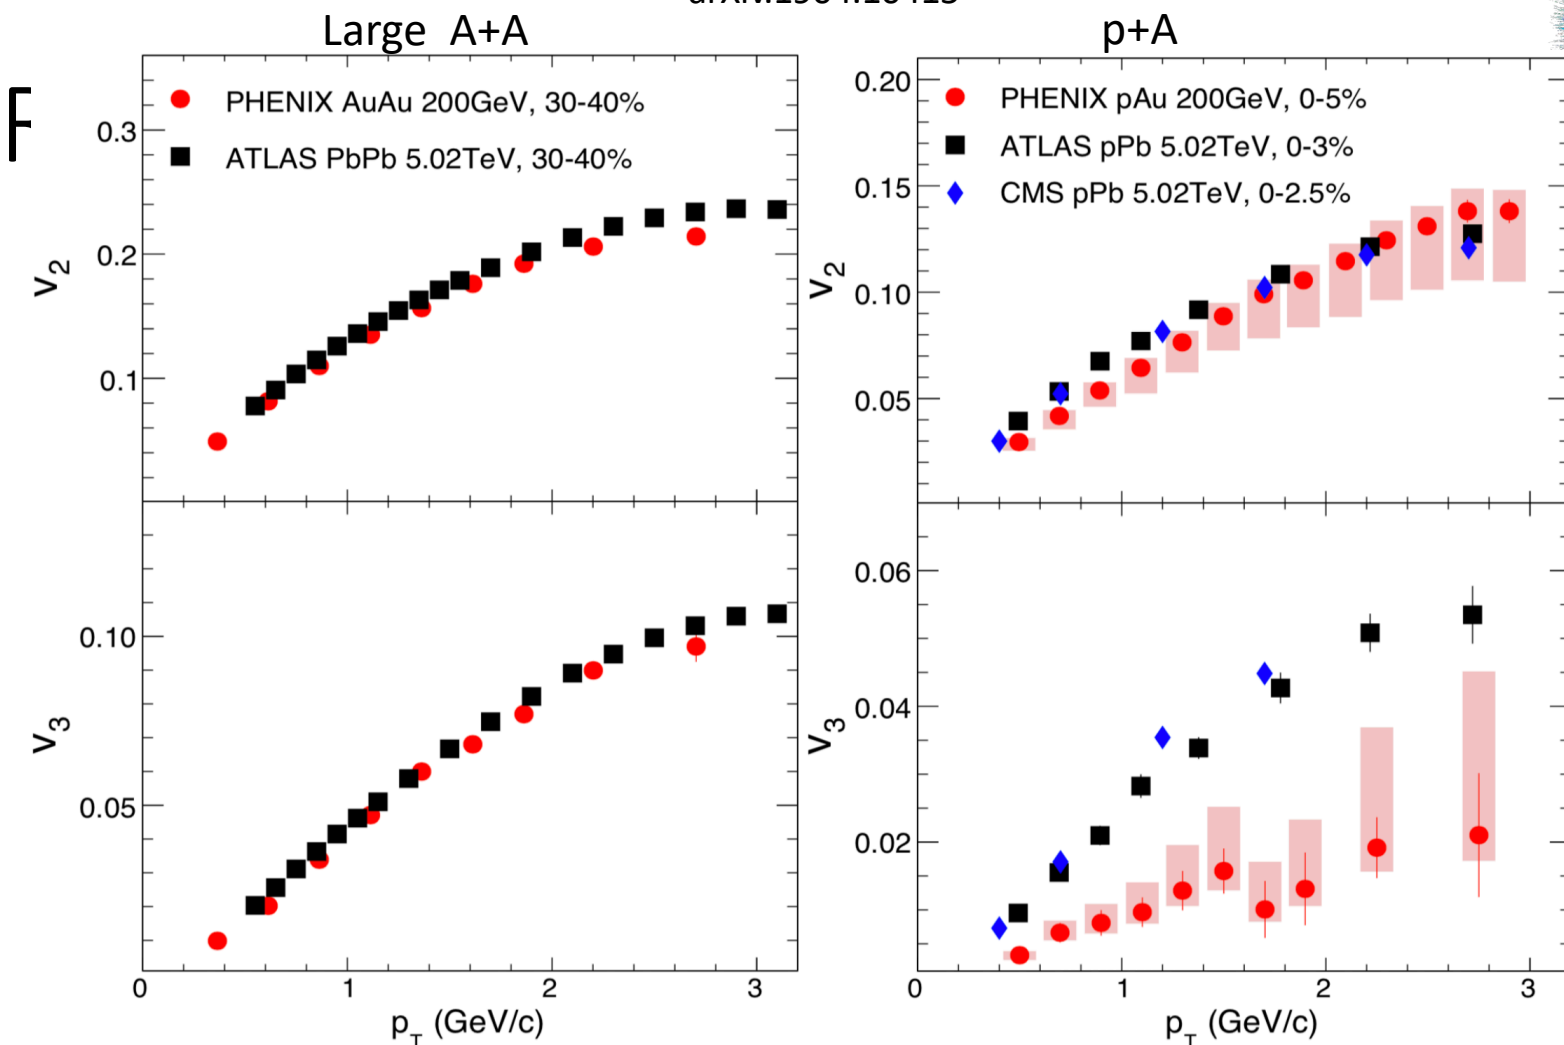 Large A+A
p+A
F
PHENIX AuAu 200GeV, 30-40%
ATLAS PbPb 5.02TeV, 30-40%
0.3
0.2
0.1
v2
PHENIX pAu 200GeV, 0-5%
ATLAS pPb 5.02TeV, 0-3%
CMS pPb 5.02TeV, 0-2.5%
0.20
0.15
0.10
0.05
v2
0.10
0.05
v3
0 1 2 3
pT (GeV/c)
0.06
0.04
0.02
v3
0 1 2 3
pT (GeV/c)